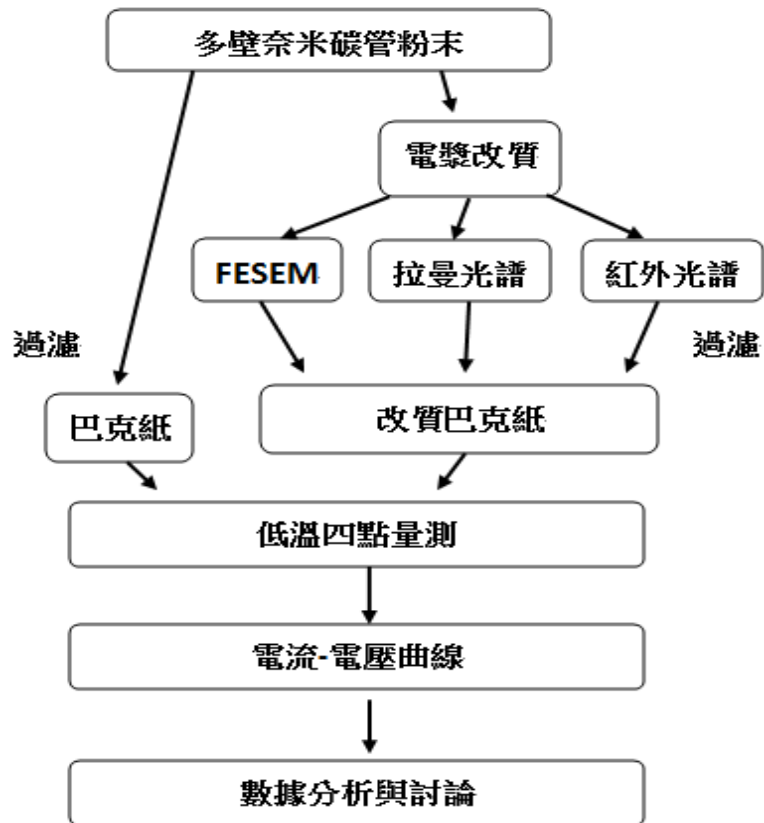 多壁奈米碳管粉末
電漿改質
FESEM
拉曼光譜
紅外光譜
過濾
過濾
巴克紙
改質巴克紙
低溫四點量測
電流-電壓曲線
數據分析與討論